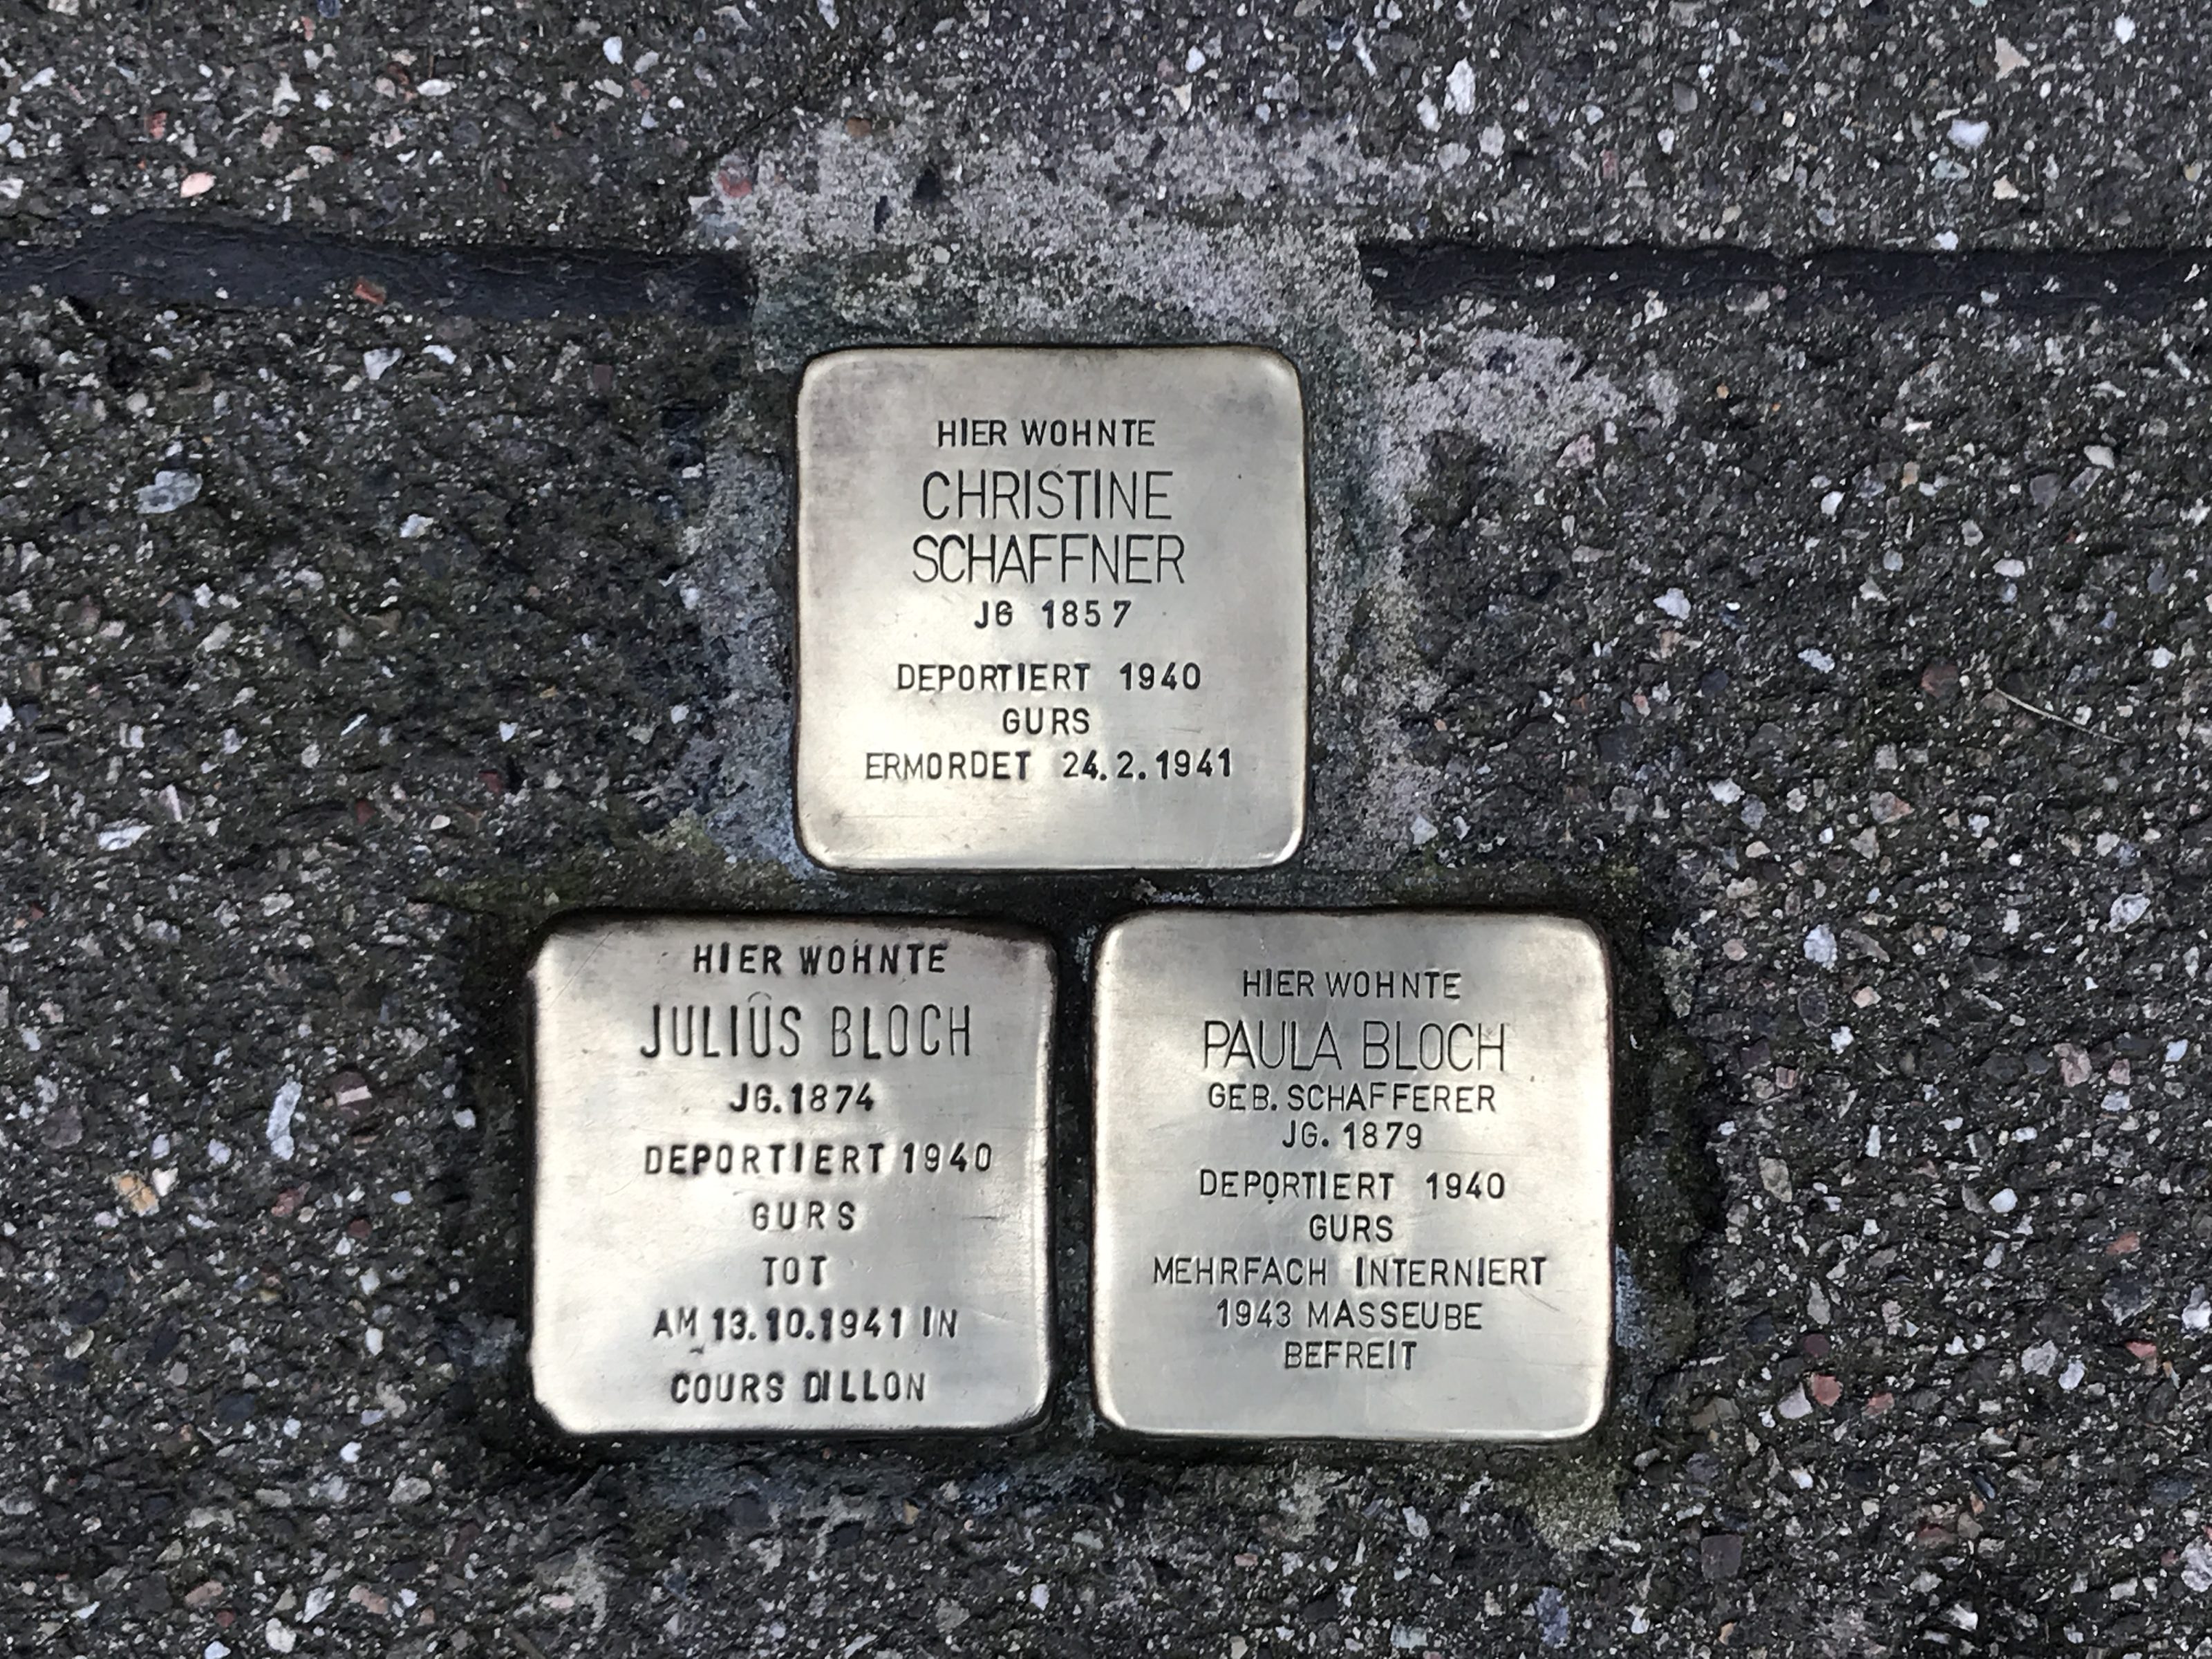 HIER WOHNTE
CHRISTINE
SCHAFFNER
JG 1857
DEPORTIERT 1940
GURS
ERMORDET 24.2.1941
HIER WOHNTE
JULIUS BLOCH
JG.1874
DEPORTIERT 1940
GURS
TOT
AM 13.10.1941 IN
COURS DILLON
HIER WOHNTE
PAULA BLOCH
GEB. SCHAFFERER
JG. 1879
DEPORTIERT 1940
GURS
MEHRFACH INTERNIERT
1943 MASSEUBE
BEFREIT